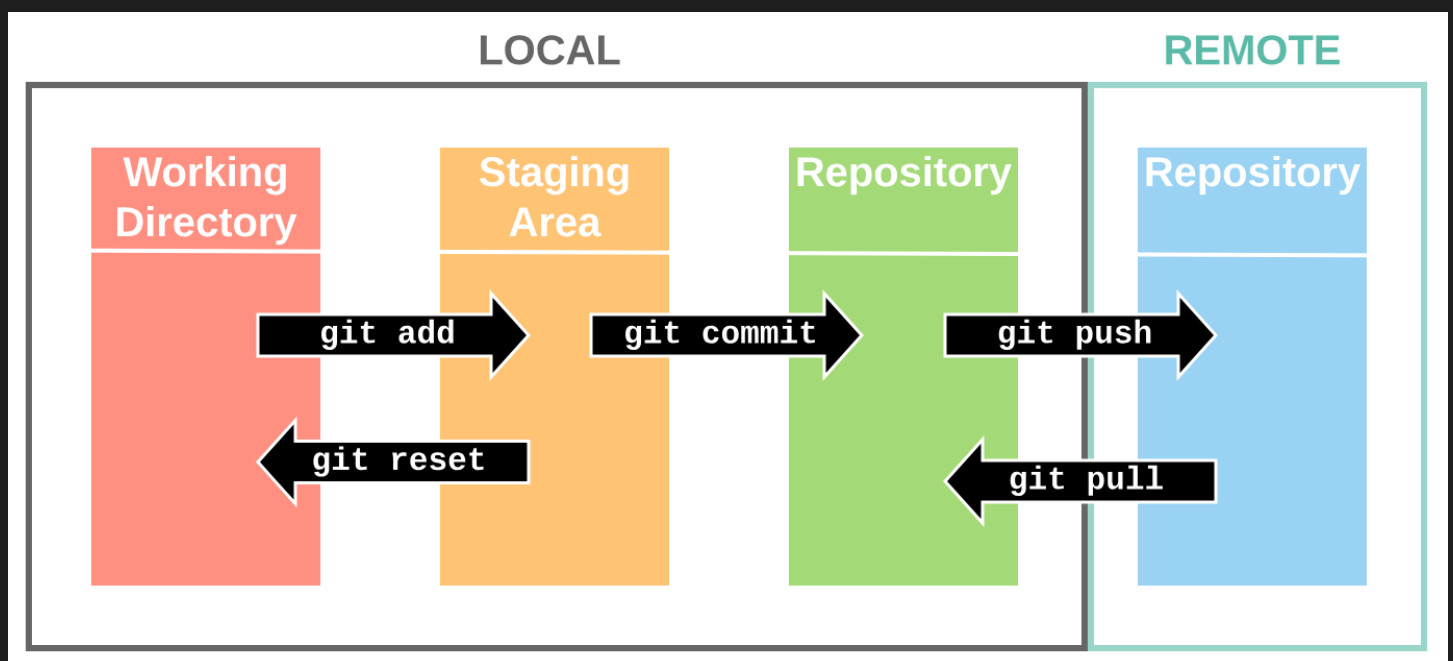 LOCAL
REMOTE
Working
Directory
Staging
Area
Repository
Repository
git add
git commit
git push
git reset
git pull